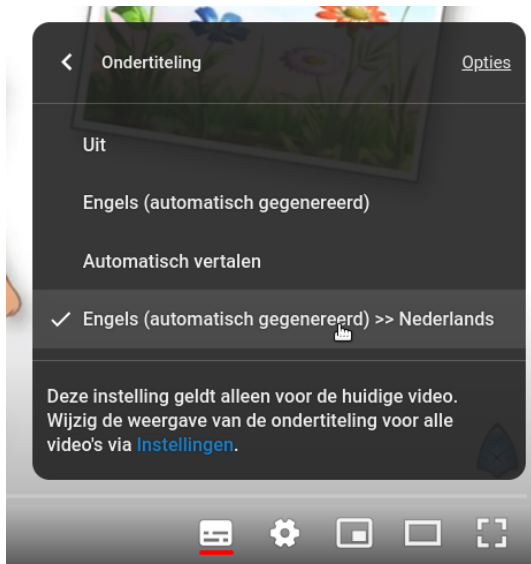 Ondertiteling
Opties
Uit
Engels (automatisch gegenereerd)
Automatisch vertalen
Engels (automatisch gegenereerd) >> Nederlands
Deze instelling geldt alleen voor de huidige video.
Wijzig de weergave van de ondertiteling voor alle
video's via Instellingen.